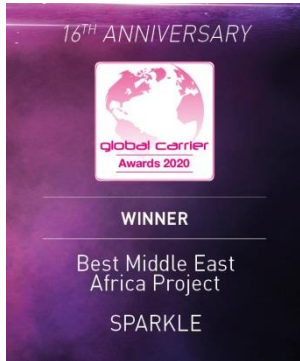 16TH ANNIVERSARY
global carrier
Awards 2020
WINNER
Best Middle East
Africa Project
SPARKLE